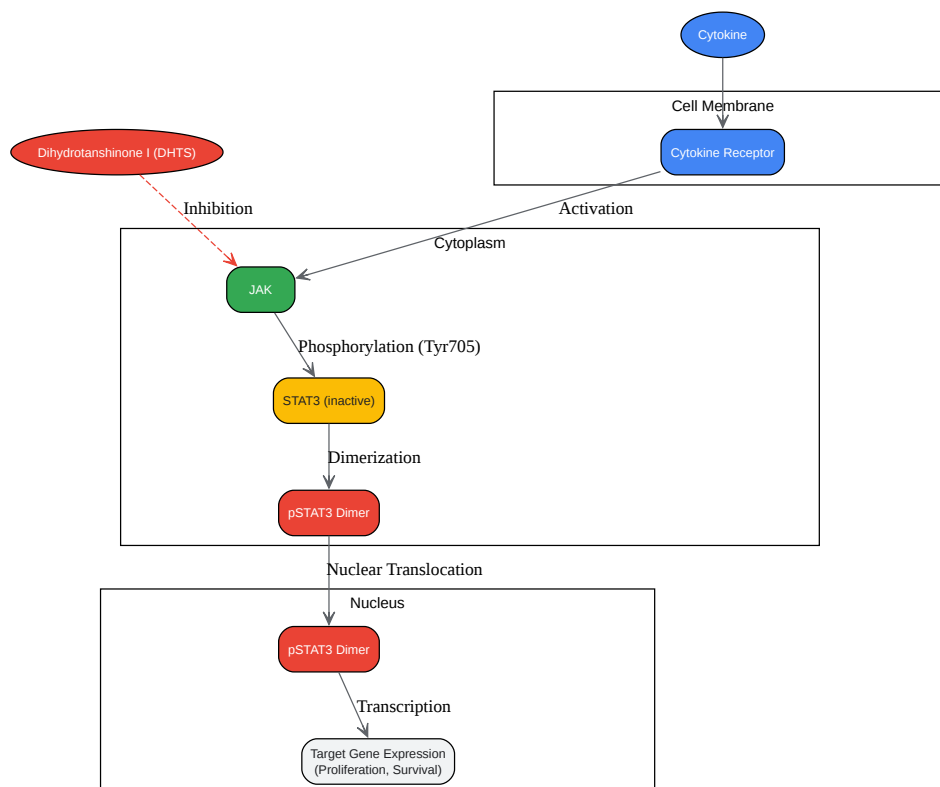 Cytokine
Cell Membrane
Dihydrotanshinone I (DHTS)
Cytokine Receptor
Inhibition
Activation
Cytoplasm
JAK
Phosphorylation (Tyr705)
STAT3 (inactive)
Dimerization
pSTAT3 Dimer
Nuclear Translocation
Nucleus
pSTAT3 Dimer
Transcription
Target Gene Expression
(Proliferation, Survival)